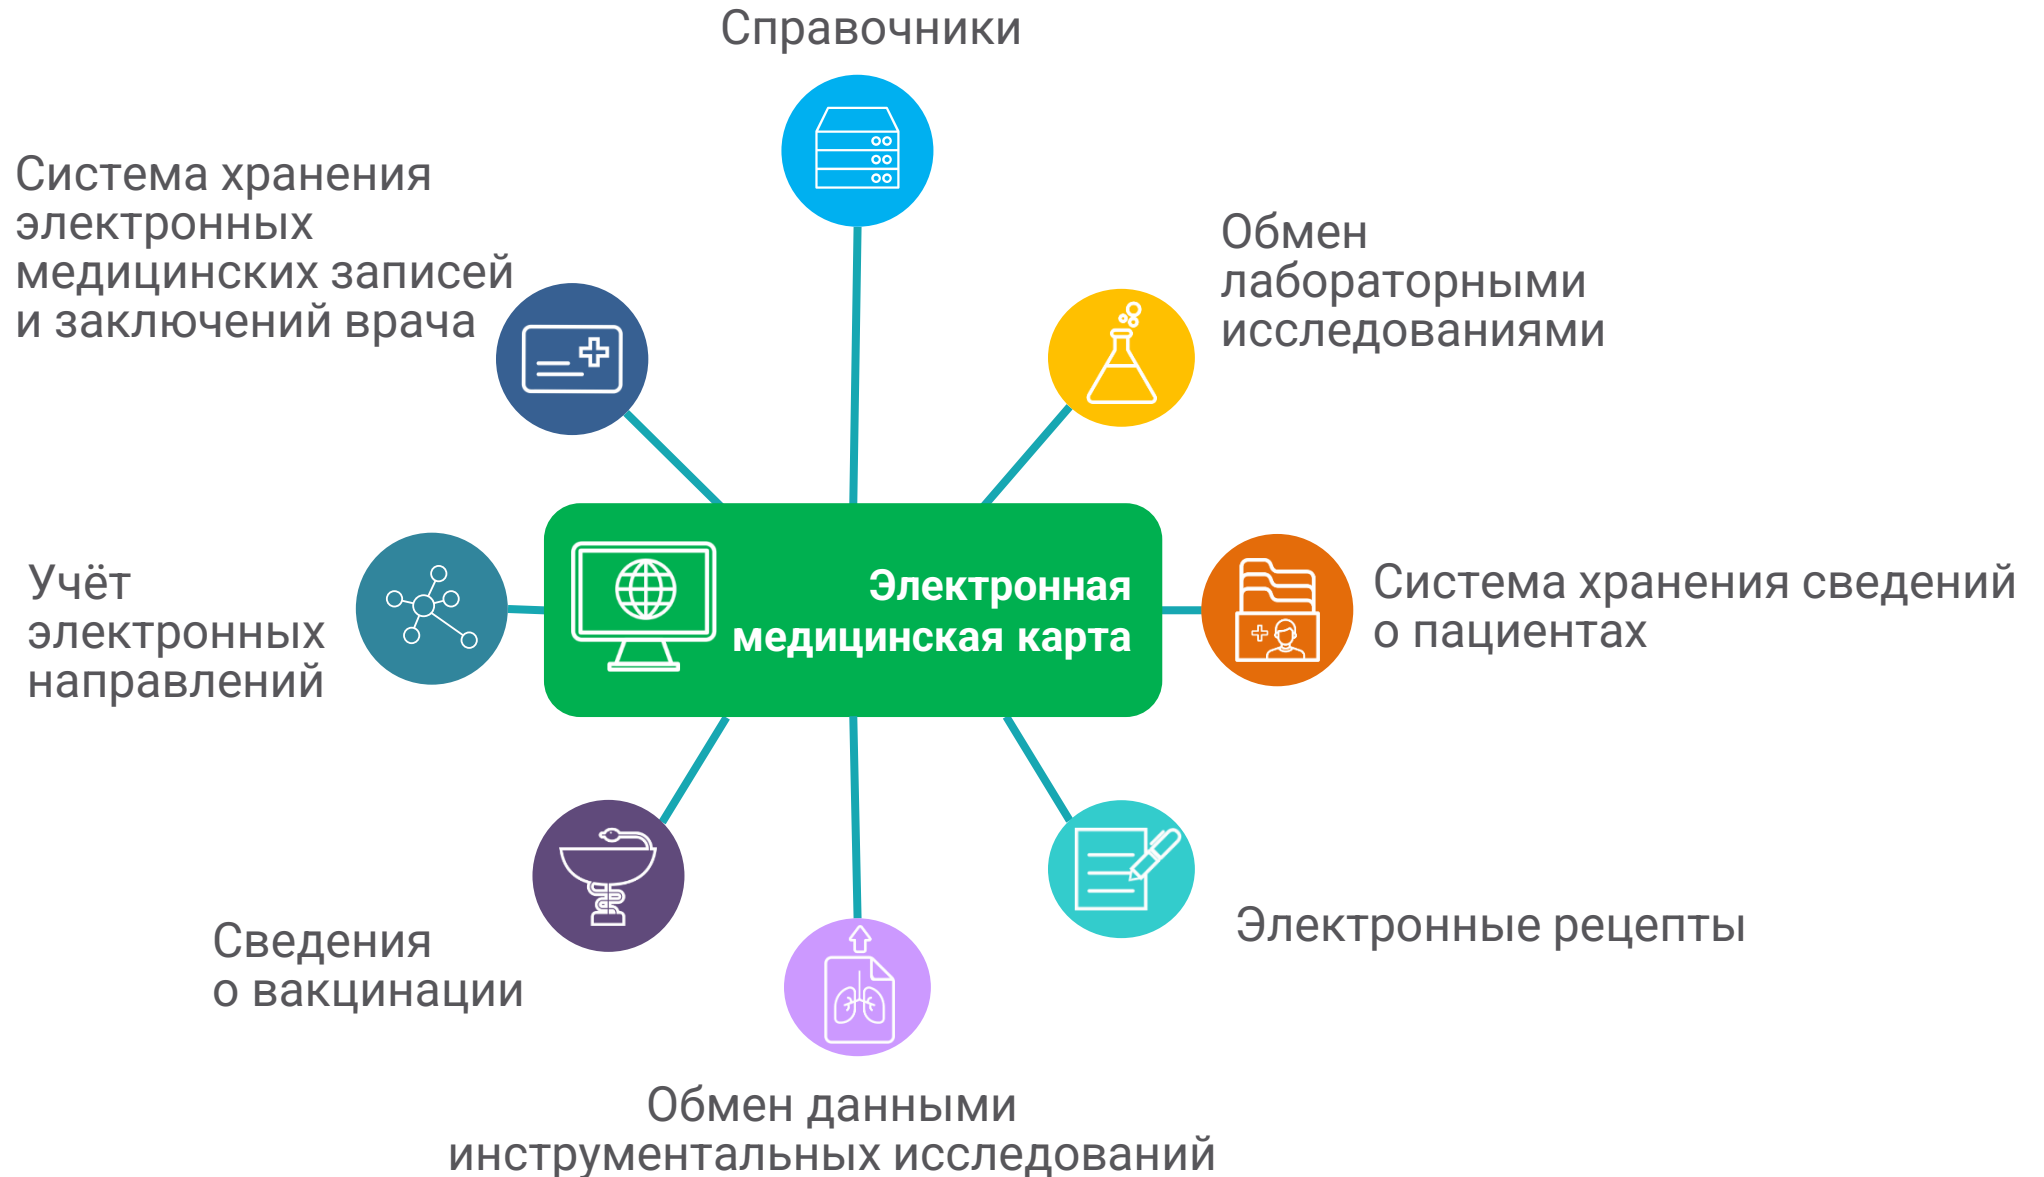 Справочники
Система хранения
электронных
медицинских записей
и заключений врача
Обмен
лабораторными
исследованиями
Учёт
электронных
направлений
Электронная
медицинская карта
Система хранения сведений
о пациентах
Сведения
о вакцинации
Электронные рецепты
Обмен данными
инструментальных исследований